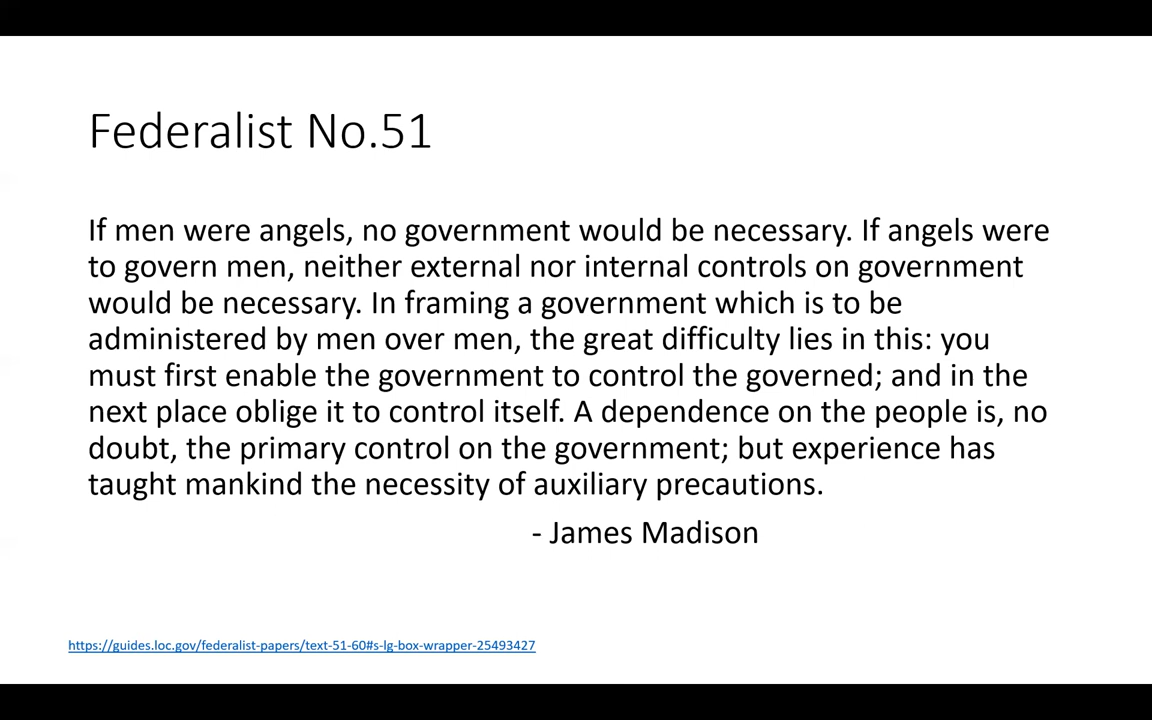 Federalist No.51
If men were angels, no government would be necessary. If angels were
to govern men, neither external nor internal controls on government
would be necessary. In framing a government which is to be
administered by men over men, the great difficulty lies in this: you
must first enable the government to control the governed; and in the
next place oblige it to control itself. A dependence on the people is, no
doubt, the primary control on the government; but experience has
taught mankind the necessity of auxiliary precautions.
- James Madison
https://guides.loc.gov/federalist-papers/text-51-60#s-lg-box-wrapper-25493427